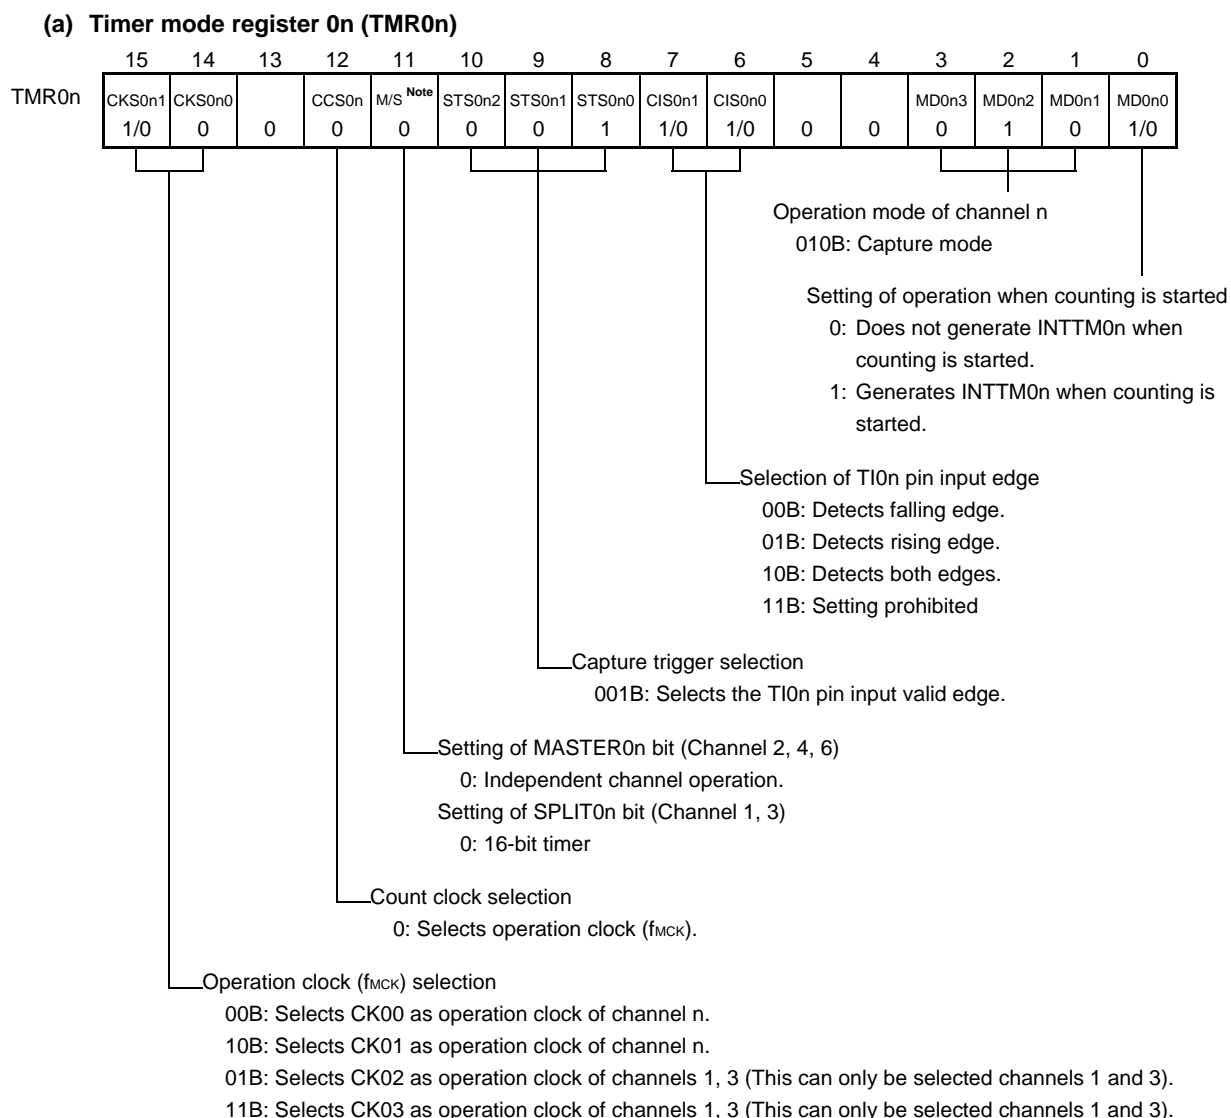 (a) Timer mode register 0n (TMR0n)
15 14 13 12 11 10 9 8 7 6 5 4 3 2 1 0
TMR0n CKS0n1 CKS0n0 CCS0n M/S Note STS0n2 STS0n1 STS0n0 CIS0n1 CIS0n0 MD0n3 MD0n2 MD0n1 MD0n0
1/0 0 0 0 0 0 0 1 1/0 1/0 0 0 0 1 0 1/0
Operation mode of channel n
010B: Capture mode
Setting of operation when counting is started
0: Does not generate INTTM0n when
counting is started.
1: Generates INTTM0n when counting is
started.
Selection of TI0n pin input edge
00B: Detects falling edge.
01B: Detects rising edge.
10B: Detects both edges.
11B: Setting prohibited
Capture trigger selection
001B: Selects the TI0n pin input valid edge.
Setting of MASTER0n bit (Channel 2, 4, 6)
0: Independent channel operation.
Setting of SPLIT0n bit (Channel 1, 3)
0: 16-bit timer
Count clock selection
0: Selects operation clock (fMCK).
Operation clock (fMCK) selection
00B: Selects CK00 as operation clock of channel n.
10B: Selects CK01 as operation clock of channel n.
01B: Selects CK02 as operation clock of channels 1, 3 (This can only be selected channels 1 and 3).
11B: Selects CK03 as operation clock of channels 1, 3 (This can only be selected channels 1 and 3).